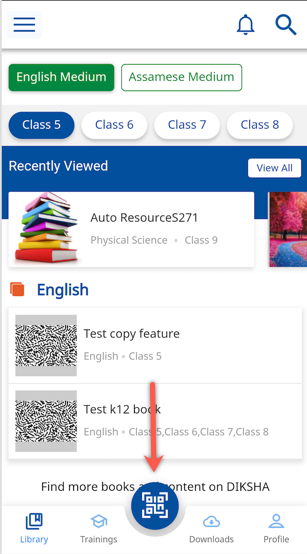 English Medium Assamese Medium
Class 5 Class 6 Class 7 Class 8
Recently Viewed View All
Auto ResourceS271
Physical Science • Class 9
English
Test copy feature
English • Class 5
Test k12 book
English • Class 5,Class 6,Class 7,Class 8
Find more books and content on DIKSHA
Library Trainings Downloads Profile